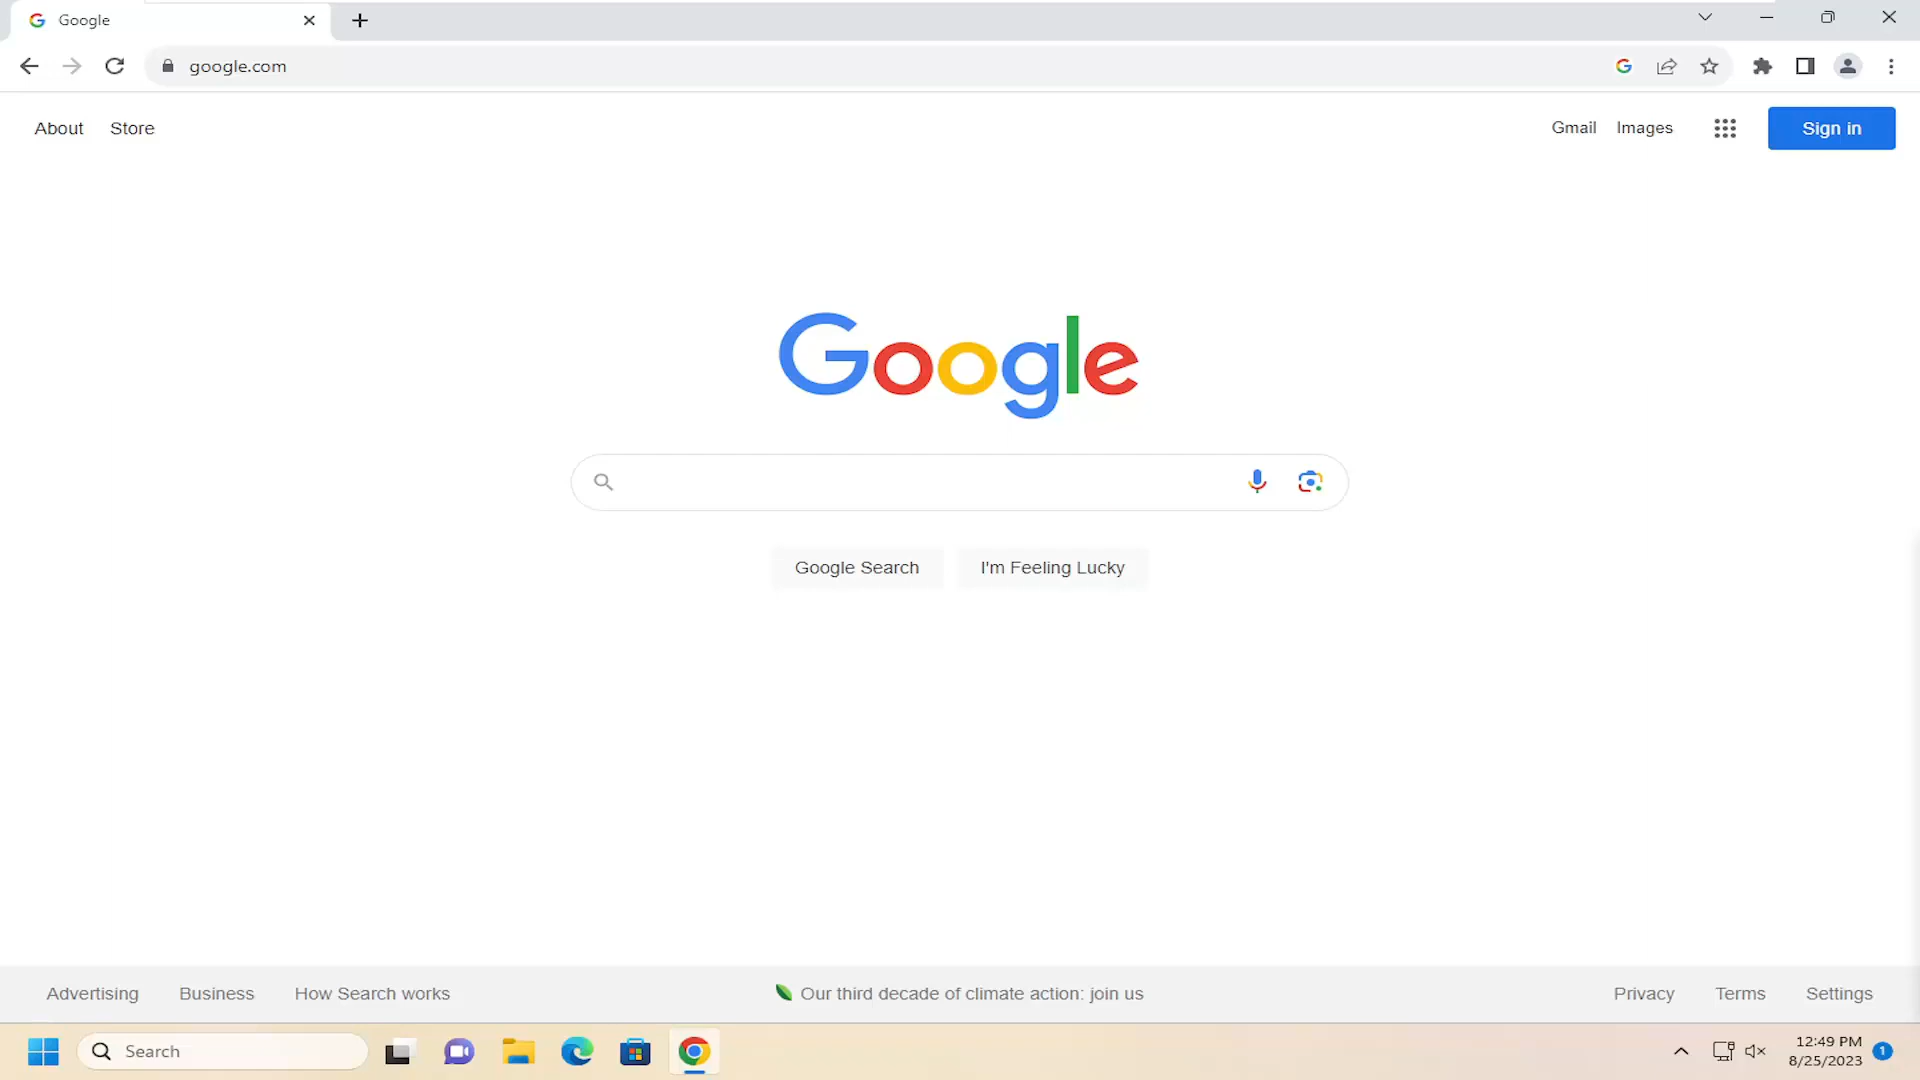 Google
google.com
About Store
Gmail Images Sign in
Google
Google Search I'm Feeling Lucky
Advertising Business How Search works
Our third decade of climate action: join us
Privacy Terms Settings
Search
12:49 PM
8/25/2023
1